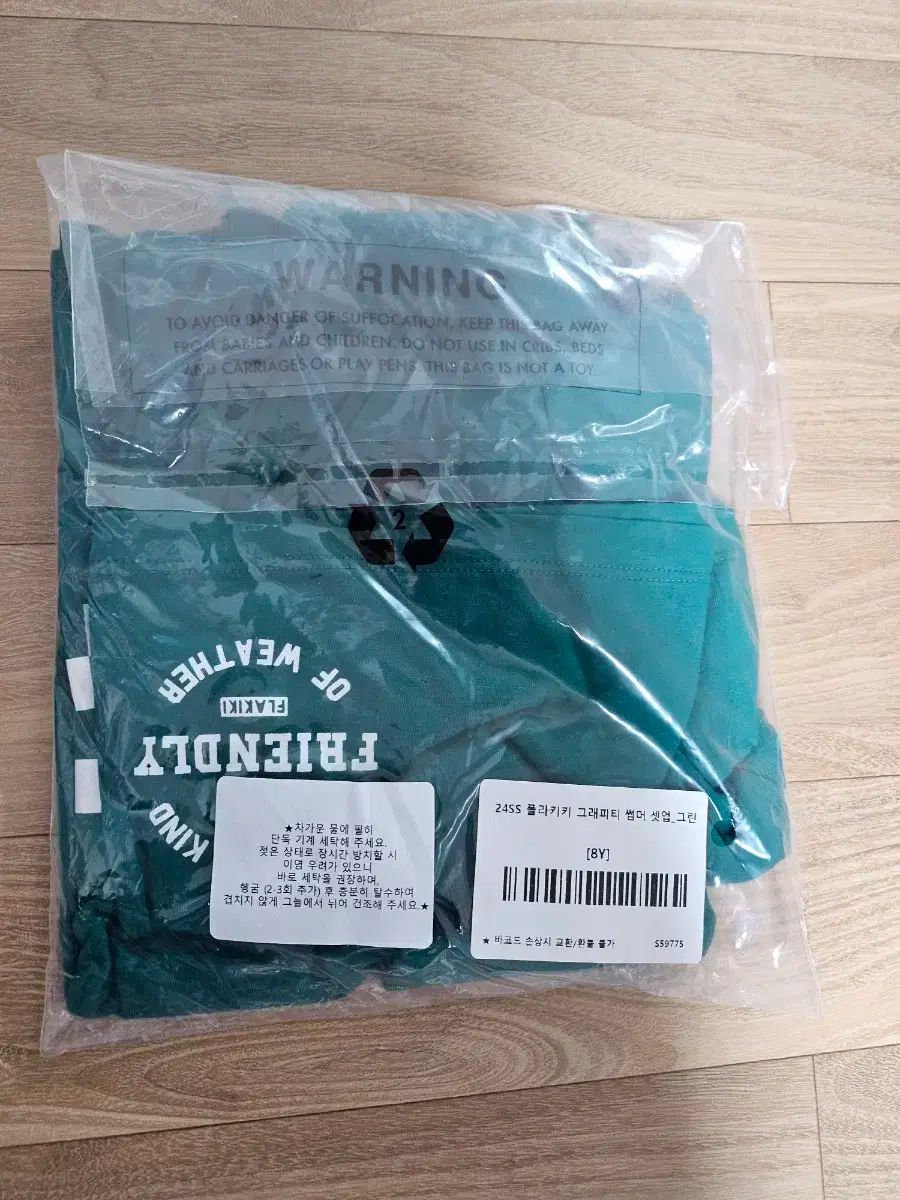 WARNING
TO AVOID DANGER OF SUFFOCATION, KEEP THIS BAG AWAY
FROM BABIES AND CHILDREN. DO NOT USE IN CRIBS, BEDS
AND CARRIAGES OR PLAY PENS. THIS BAG IS NOT A TOY.
2
OF WEATHER
FLAKIKI
FRIENDLY
KIND
★차가운 물에 필히
단독 기계 세탁해 주세요.
젖은 상태로 장시간 방치할 시
이염 우려가 있으니
바로 세탁을 권장하며,
헹굼 (2-3회 추가) 후 충분히 탈수하여
겹치지 않게 그늘에서 뉘어 건조해 주세요.★
24SS 플라키키 그래피티 썸머 셋업_그린
[8Y]
★ 바코드 손상시 교환/환불 불가
S59775